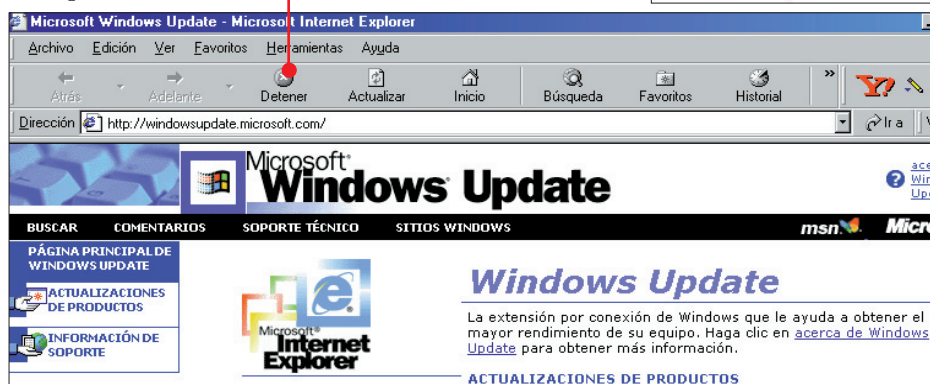 Microsoft Windows Update - Microsoft Internet Explorer
Archivo Edición Ver Favoritos Herramientas Ayuda
Atrás Adelante Detener Actualizar Inicio Búsqueda Favoritos Historial » Y!
Dirección http://windowsupdate.microsoft.com/ Ir a
Microsoft
Windows Update
BUSCAR COMENTARIOS SOPORTE TÉCNICO SITIOS WINDOWS msn
PÁGINA PRINCIPAL DE
WINDOWS UPDATE
ACTUALIZACIONES
DE PRODUCTOS
INFORMACIÓN DE
SOPORTE
Microsoft
Internet
Explorer
Windows Update
La extensión por conexión de Windows que le ayuda a obtener el
mayor rendimiento de su equipo. Haga clic en acerca de Windows
Update para obtener más información.
ACTUALIZACIONES DE PRODUCTOS